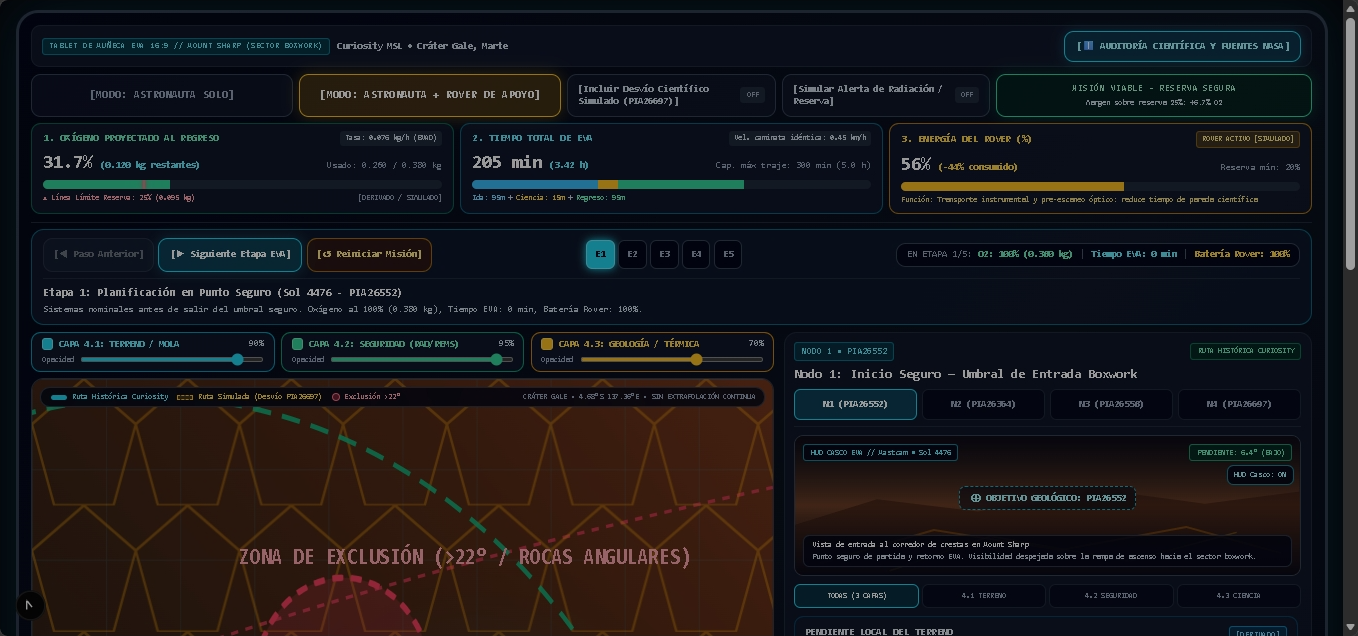 TABLET DE MUÑECA EVA 16:9 // MOUNT SHARP (SECTOR BOXWORK)
Curiosity MSL • Cráter Gale, Marte
[ AUDITORÍA CIENTÍFICA Y FUENTES NASA]
[MODO: ASTRONAUTA SOLO]
[MODO: ASTRONAUTA + ROVER DE APOYO]
[Incluir Desvío Científico
Simulado (PIA26697)]
OFF
[Simular Alerta de Radiación /
Reserva]
OFF
MISIÓN VIABLE - RESERVA SEGURA
Margen sobre reserva 25%: +6.7% O2
1. OXÍGENO PROYECTADO AL REGRESO
Tasa: 0.076 kg/h (BVAD)
31.7% (0.120 kg restantes)
Usado: 0.260 / 0.380 kg
▲ Línea Límite Reserva: 25% (0.095 kg)
[DERIVADO / SIMULADO]
2. TIEMPO TOTAL DE EVA
Vel. caminata idéntica: 0.45 km/h
205 min (3.42 h)
Cap. máx traje: 300 min (5.0 h)
Ida: 95m + Ciencia: 15m + Regreso: 95m
3. ENERGÍA DEL ROVER (%)
ROVER ACTIVO [SIMULADO]
56% (-44% consumido)
Reserva mín: 20%
Función: Transporte instrumental y pre-escaneo óptico; reduce tiempo de parada científica
[◀ Paso Anterior]
[▶ Siguiente Etapa EVA]
[↺ Reiniciar Misión]
E1
E2
E3
E4
E5
EN ETAPA 1/5: O2: 100% (0.380 kg) | Tiempo EVA: 0 min | Batería Rover: 100%
Etapa 1: Planificación en Punto Seguro (Sol 4476 - PIA26552)
Sistemas nominales antes de salir del umbral seguro. Oxígeno al 100% (0.380 kg), Tiempo EVA: 0 min, Batería Rover: 100%.
CAPA 4.1: TERRENO / MOLA
90%
Opacidad
CAPA 4.2: SEGURIDAD (RAD/REMS)
95%
Opacidad
CAPA 4.3: GEOLOGÍA / TÉRMICA
70%
Opacidad
Ruta Histórica Curiosity
Ruta Simulada (Desvío PIA26697)
Exclusión >22°
CRÁTER GALE • 4.68°S 137.36°E • SIN EXTRAPOLACIÓN CONTINUA
ZONA DE EXCLUSIÓN (>22° / ROCAS ANGULARES)
NODO 1 • PIA26552
RUTA HISTÓRICA CURIOSITY
Nodo 1: Inicio Seguro — Umbral de Entrada Boxwork
N1 (PIA26552)
N2 (PIA26364)
N3 (PIA26558)
N4 (PIA26697)
HUD CASCO EVA // Mastcam • Sol 4476
PENDIENTE: 6.4° (BAJO)
HUD Casco: ON
OBJETIVO GEOLÓGICO: PIA26552
Vista de entrada al corredor de crestas en Mount Sharp
Punto seguro de partida y retorno EVA. Visibilidad despejada sobre la rampa de ascenso hacia el sector boxwork.
TODAS (3 CAPAS)
4.1 TERRENO
4.2 SEGURIDAD
4.3 CIENCIA
PENDIENTE LOCAL DEL TERRENO
[DERIVADO]